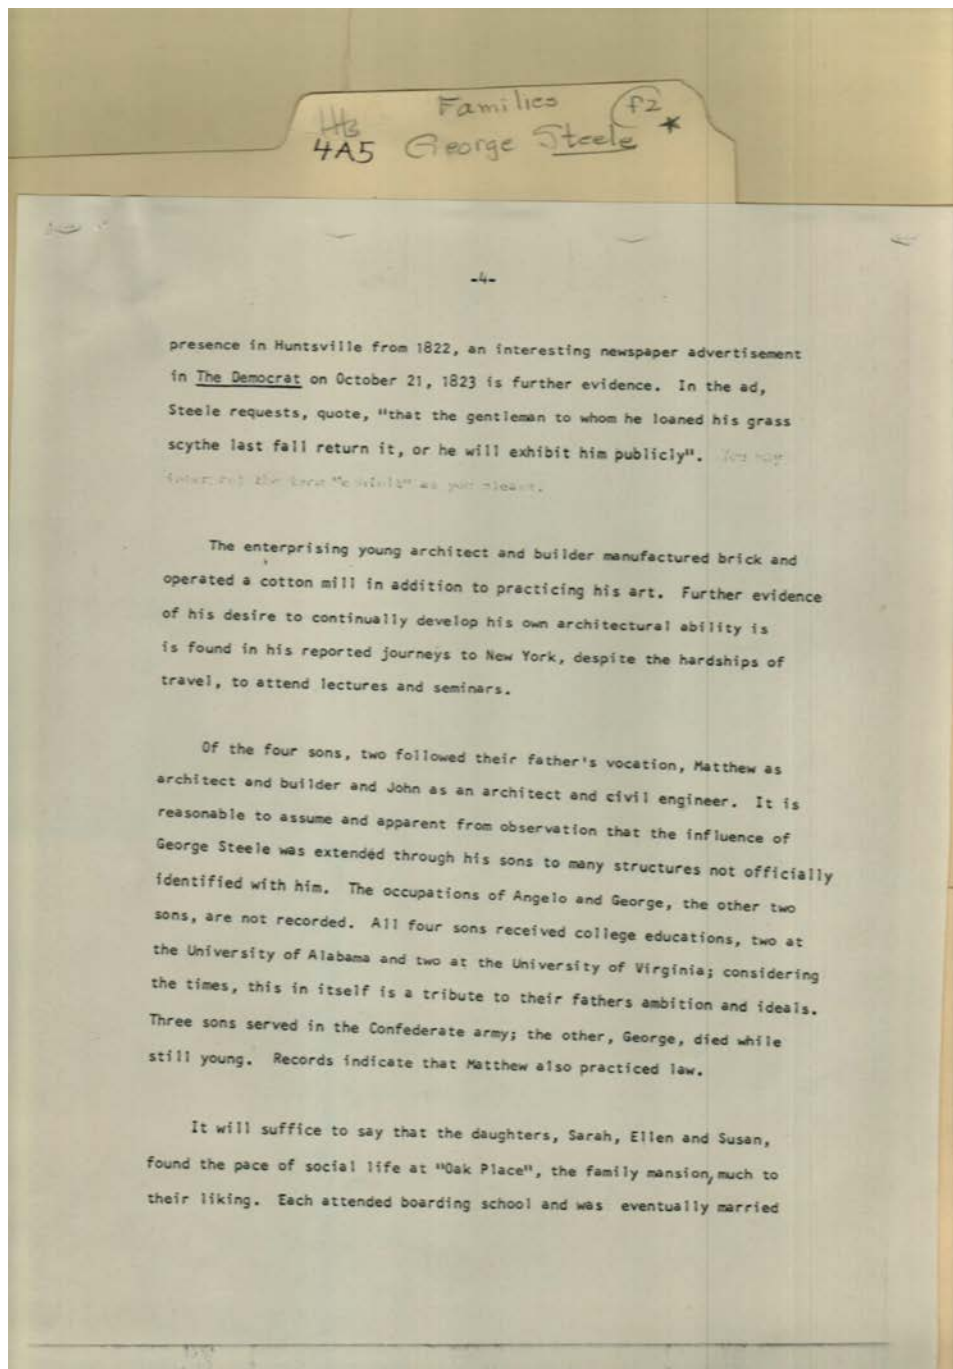 Families f2
HB
4A5 George Steele *
-4-
presence in Huntsville from 1822, an interesting newspaper advertisement
in The Democrat on October 21, 1823 is further evidence. In the ad,
Steele requests, quote, "that the gentleman to whom he loaned his grass
scythe last fall return it, or he will exhibit him publicly". You may
interpret the term "exhibit" as you please.
The enterprising young architect and builder manufactured brick and
operated a cotton mill in addition to practicing his art. Further evidence
of his desire to continually develop his own architectural ability is
is found in his reported journeys to New York, despite the hardships of
travel, to attend lectures and seminars.
Of the four sons, two followed their father's vocation, Matthew as
architect and builder and John as an architect and civil engineer. It is
reasonable to assume and apparent from observation that the influence of
George Steele was extended through his sons to many structures not officially
identified with him. The occupations of Angelo and George, the other two
sons, are not recorded. All four sons received college educations, two at
the University of Alabama and two at the University of Virginia; considering
the times, this in itself is a tribute to their fathers ambition and ideals.
Three sons served in the Confederate army; the other, George, died while
still young. Records indicate that Matthew also practiced law.
It will suffice to say that the daughters, Sarah, Ellen and Susan,
found the pace of social life at "Oak Place", the family mansion, much to
their liking. Each attended boarding school and was eventually married